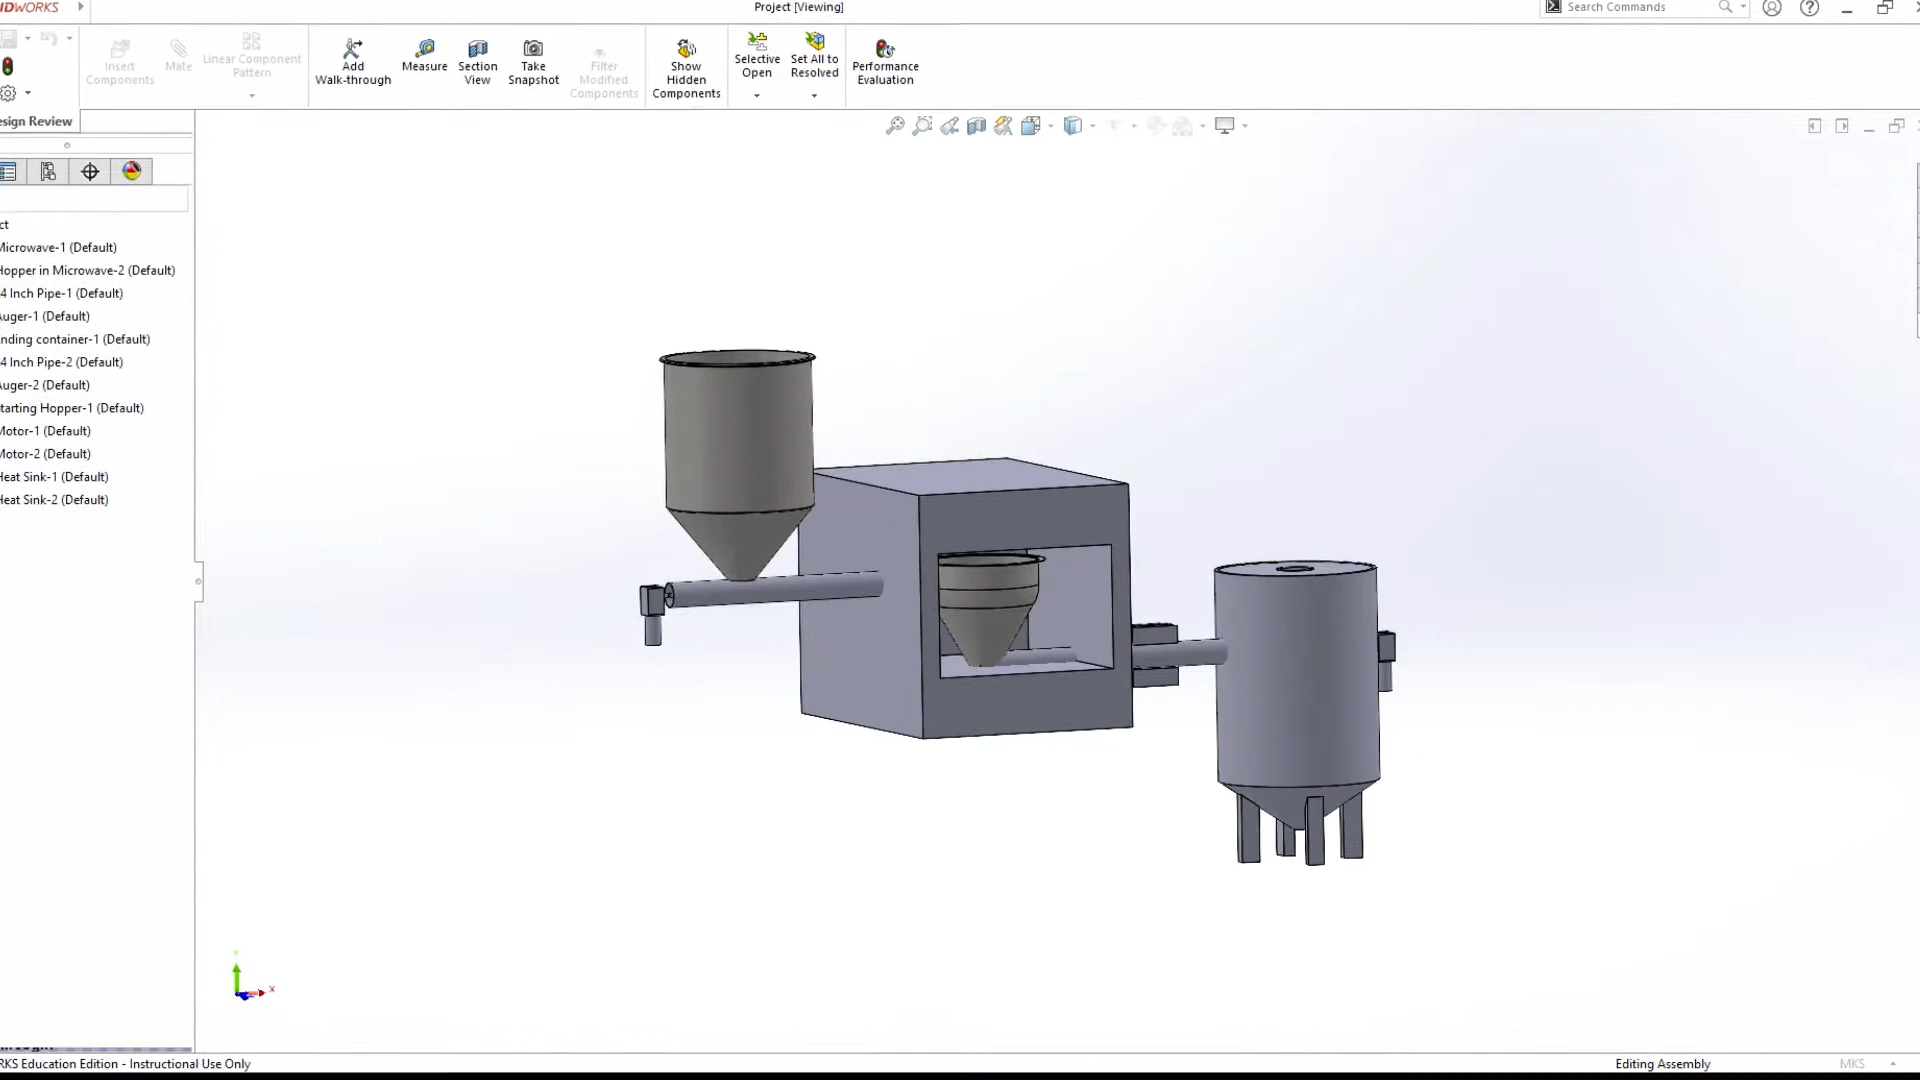 IDWORKS
Project [Viewing]
Search Commands
Insert
Components
Mate
Linear Component
Pattern
Add
Walk-through
Measure
Section
View
Take
Snapshot
Filter
Modified
Components
Show
Hidden
Components
Selective
Open
Set All to
Resolved
Performance
Evaluation
esign Review
ct
Microwave-1 (Default)
Hopper in Microwave-2 (Default)
4 Inch Pipe-1 (Default)
Auger-1 (Default)
nding container-1 (Default)
4 Inch Pipe-2 (Default)
Auger-2 (Default)
tarting Hopper-1 (Default)
Motor-1 (Default)
Motor-2 (Default)
Heat Sink-1 (Default)
Heat Sink-2 (Default)
Y
X
RKS Education Edition - Instructional Use Only
Editing Assembly
MKS